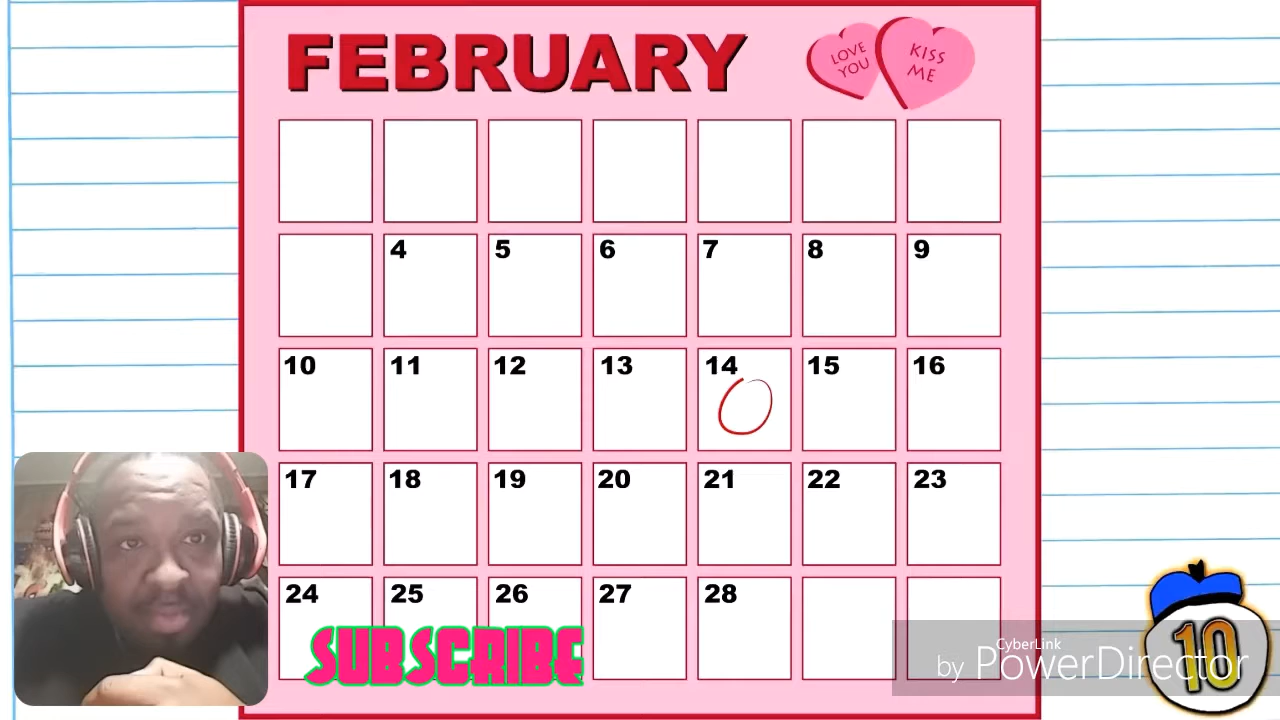 FEBRUARY
LOVE YOU
KISS ME
4 5 6 7 8 9
10 11 12 13 14 15 16
17 18 19 20 21 22 23
24 25 26 27 28
SUBSCRIBE
CyberLink
by PowerDirector
10